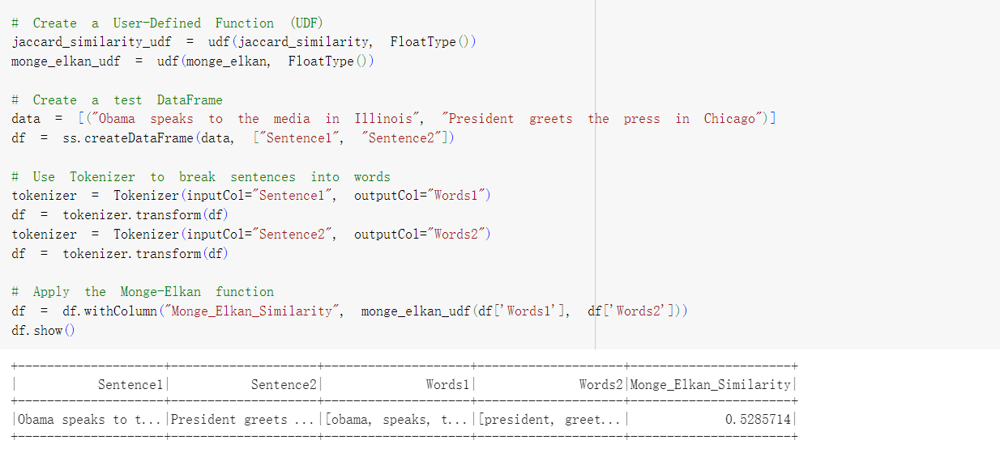 # Create a User-Defined Function (UDF)
jaccard_similarity_udf = udf(jaccard_similarity, FloatType())
monge_elkan_udf = udf(monge_elkan, FloatType())
# Create a test DataFrame
data = [("Obama speaks to the media in Illinois", "President greets the press in Chicago")]
df = ss.createDataFrame(data, ["Sentence1", "Sentence2"])
# Use Tokenizer to break sentences into words
tokenizer = Tokenizer(inputCol="Sentence1", outputCol="Words1")
df = tokenizer.transform(df)
tokenizer = Tokenizer(inputCol="Sentence2", outputCol="Words2")
df = tokenizer.transform(df)
# Apply the Monge-Elkan function
df = df.withColumn("Monge_Elkan_Similarity", monge_elkan_udf(df['Words1'], df['Words2']))
df.show()
+--------------------+--------------------+--------------------+--------------------+----------------------+
|           Sentence1|           Sentence2|              Words1|              Words2|Monge_Elkan_Similarity|
+--------------------+--------------------+--------------------+--------------------+----------------------+
|Obama speaks to t...|President greets ...|[obama, speaks, t...|[president, greet...|             0.5285714|
+--------------------+--------------------+--------------------+--------------------+----------------------+